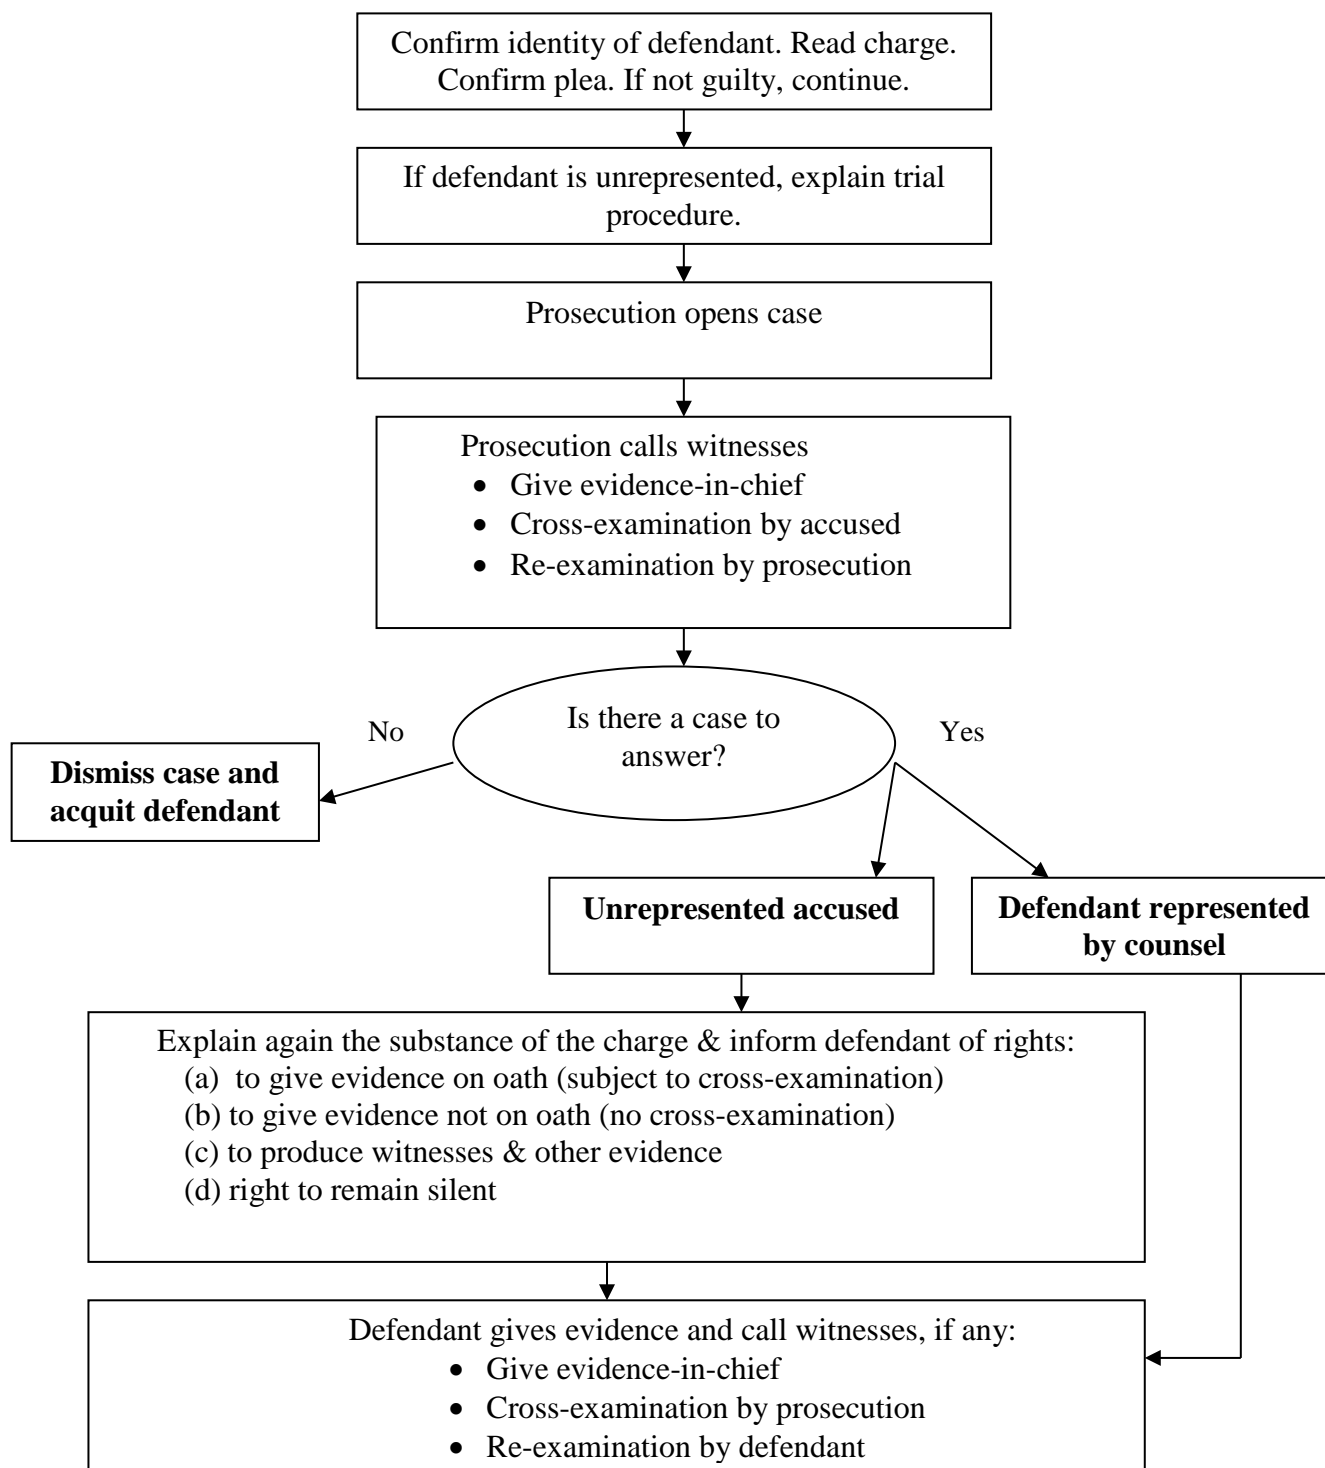 Confirm identity of defendant. Read charge.
Confirm plea. If not guilty, continue.
If defendant is unrepresented, explain trial
procedure.
Prosecution opens case
Prosecution calls witnesses
• Give evidence-in-chief
• Cross-examination by accused
• Re-examination by prosecution
Is there a case to
answer?
No
Yes
Dismiss case and
acquit defendant
Unrepresented accused
Defendant represented
by counsel
Explain again the substance of the charge & inform defendant of rights:
(a) to give evidence on oath (subject to cross-examination)
(b) to give evidence not on oath (no cross-examination)
(c) to produce witnesses & other evidence
(d) right to remain silent
Defendant gives evidence and call witnesses, if any:
• Give evidence-in-chief
• Cross-examination by prosecution
• Re-examination by defendant